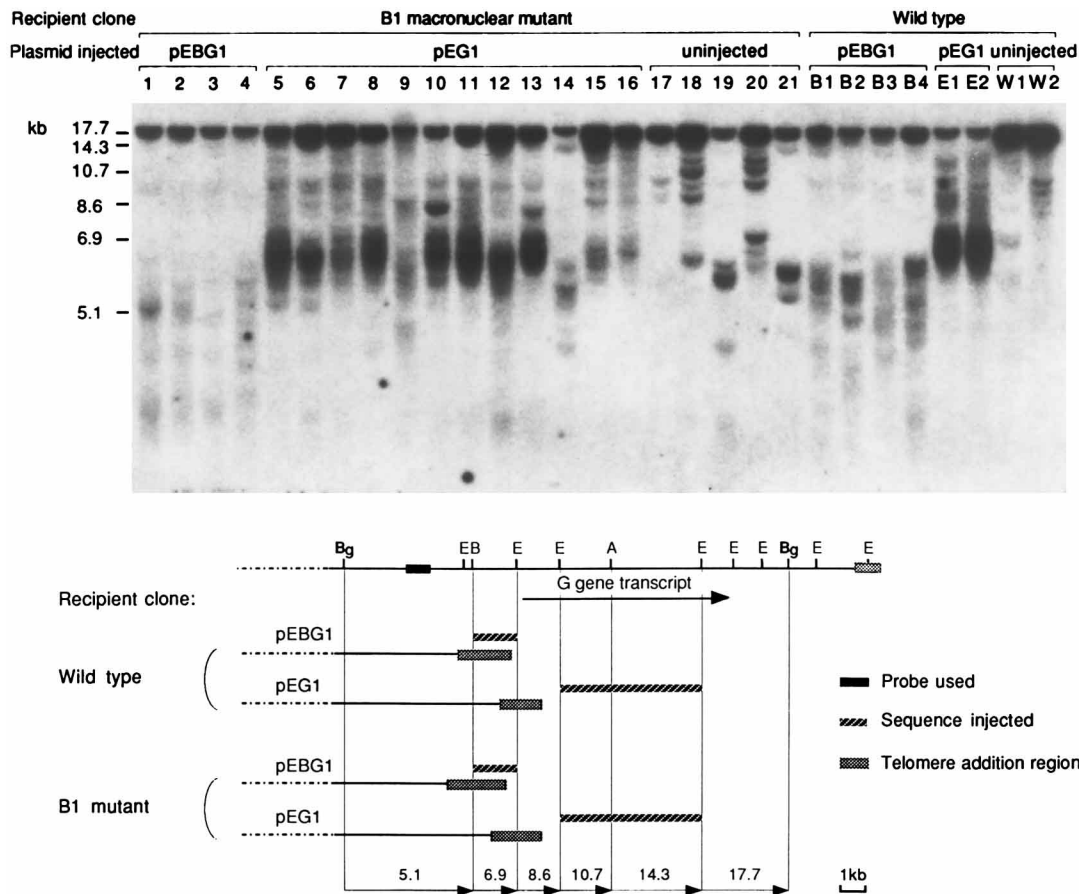 Recipient clone B1 macronuclear mutant Wild type
Plasmid injected pEBG1 pEG1 uninjected pEBG1 pEG1 uninjected
1 2 3 4 5 6 7 8 9 10 11 12 13 14 15 16 17 18 19 20 21 B1 B2 B3 B4 E1 E2 W1 W2
kb 17.7
14.3
10.7
8.6
6.9
5.1
Bg E B E E A E E E Bg E E
G gene transcript
Recipient clone:
pEBG1
Wild type
pEG1
Probe used
Sequence injected
Telomere addition region
pEBG1
B1 mutant
pEG1
5.1 6.9 8.6 10.7 14.3 17.7
1kb